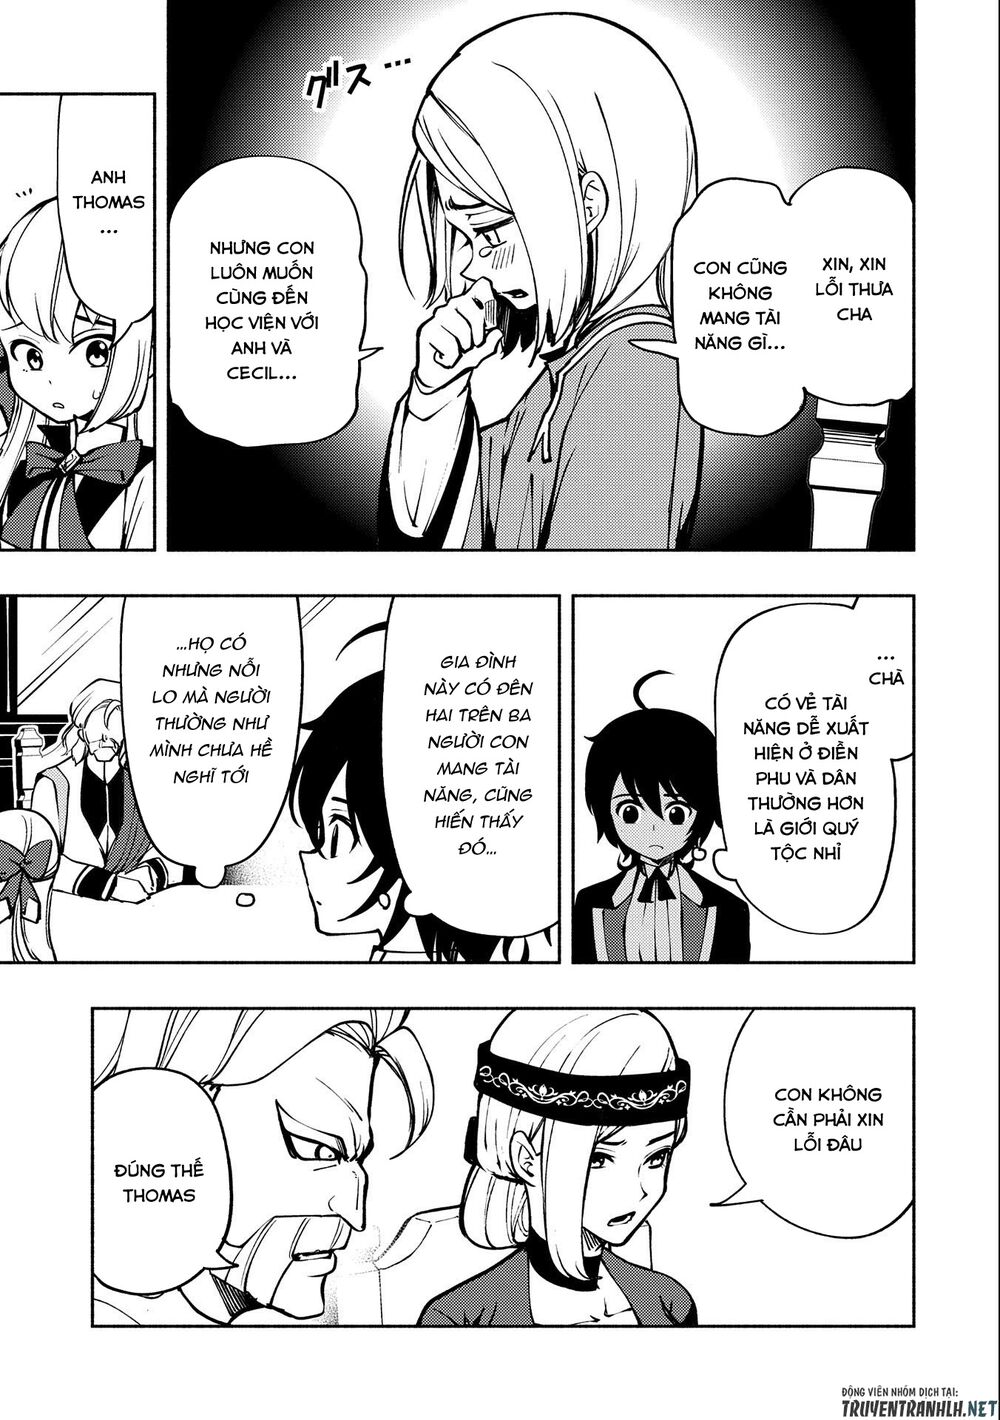 グス…
XIN, XIN
LỖI THƯA
CHA
CON CŨNG
KHÔNG
MANG TÀI
NĂNG GÌ...
NHƯNG CON
LUÔN MUỐN
CÙNG ĐẾN
HỌC VIỆN VỚI
ANH VÀ
CECIL...
ANH
THOMAS
...
...
CHÀ
CÓ VẺ TÀI
NĂNG DỄ XUẤT
HIỆN Ở ĐIỀN
PHU VÀ DÂN
THƯỜNG HƠN
LÀ GIỚI QUÝ
TỘC NHỈ
GIA ĐÌNH
NÀY CÓ ĐẾN
HAI TRÊN BA
NGƯỜI CON
MANG TÀI
NĂNG, CŨNG
HIẾN THẤY
ĐÓ...
...HỌ CÓ
NHƯNG NỖI
LO MÀ NGƯỜI
THƯỜNG NHƯ
MÌNH CHƯA HỀ
NGHĨ TỚI
CON KHÔNG
CẦN PHẢI XIN
LỖI ĐÂU
ĐÚNG THẾ
THOMAS
ĐỘNG VIÊN NHÓM DỊCH TẠI:
TRUYENTRANHLH.NET